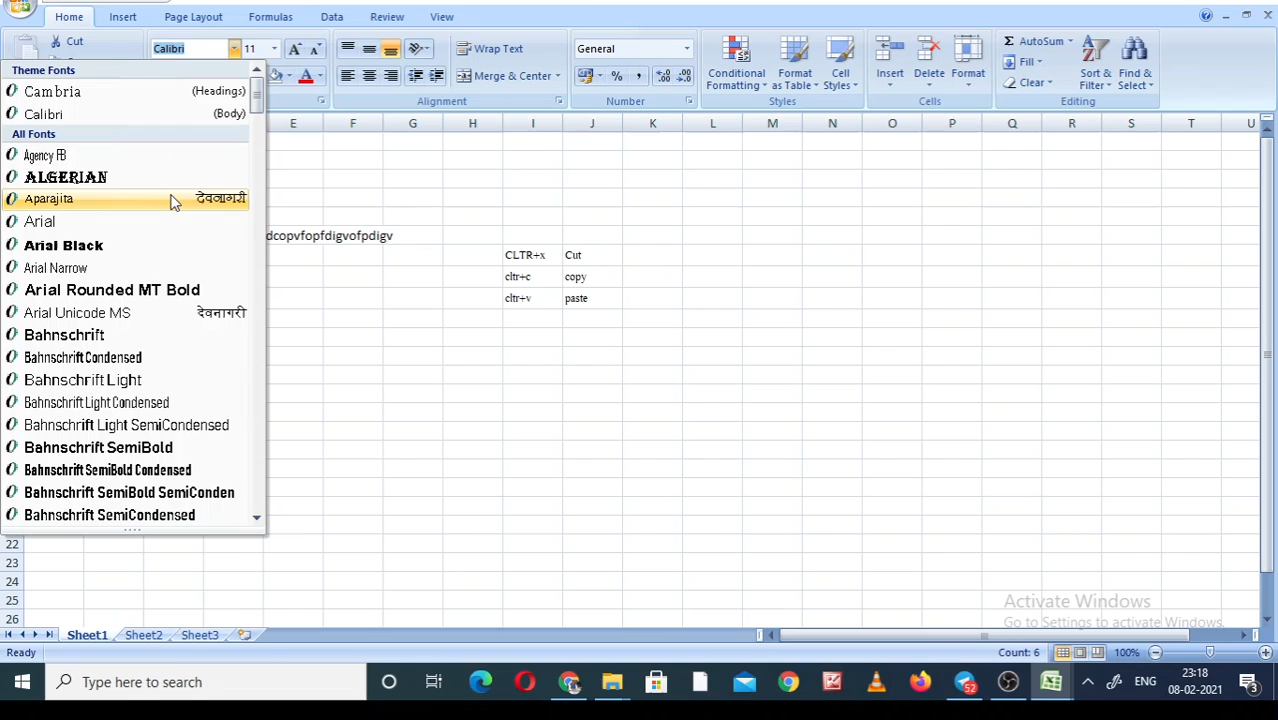 Home Insert Page Layout Formulas Data Review View
Cut
Calibri 11
Wrap Text
General
Merge & Center
Conditional Formatting
Format as Table
Cell Styles
Insert
Delete
Format
AutoSum
Fill
Clear
Sort & Filter
Find & Select
Alignment
Number
Styles
Cells
Editing
Theme Fonts
Cambria (Headings)
Calibri (Body)
All Fonts
Agency FB
ALGERIAN
Aparajita देवनागरी
Arial
Arial Black
Arial Narrow
Arial Rounded MT Bold
Arial Unicode MS देवनागरी
Bahnschrift
Bahnschrift Condensed
Bahnschrift Light
Bahnschrift Light Condensed
Bahnschrift Light SemiCondensed
Bahnschrift SemiBold
Bahnschrift SemiBold Condensed
Bahnschrift SemiBold SemiConden
Bahnschrift SemiCondensed
E F G H I J K L M N O P Q R S T U
dcopvfopfdigvofpdigv
CLTR+x Cut
cltr+c copy
cltr+v paste
22
23
24
25
26
Activate Windows
Go to Settings to activate Windows.
Sheet1 Sheet2 Sheet3
Ready
Count: 6
100%
Type here to search
52
ENG
23:18
08-02-2021
3